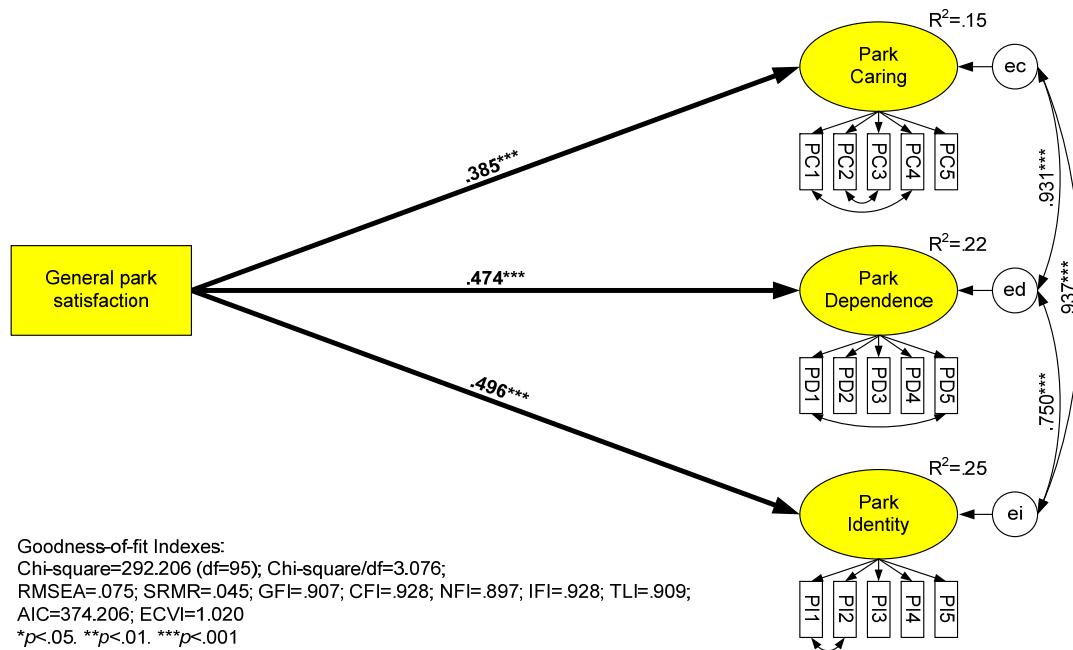 R²=.15
Park
Caring
ec
PC1
PC2
PC3
PC4
PC5
.385***
.931***
R²=.22
General park
satisfaction
.474***
Park
Dependence
ed
.937***
PD1
PD2
PD3
PD4
PD5
.496***
.750***
R²=.25
Park
Identity
ei
PI1
PI2
PI3
PI4
PI5
Goodness-of-fit Indexes:
Chi-square=292.206 (df=95); Chi-square/df=3.076;
RMSEA=.075; SRMR=.045; GFI=.907; CFI=.928; NFI=.897; IFI=.928; TLI=.909;
AIC=374.206; ECVI=1.020
*p<.05. **p<.01. ***p<.001